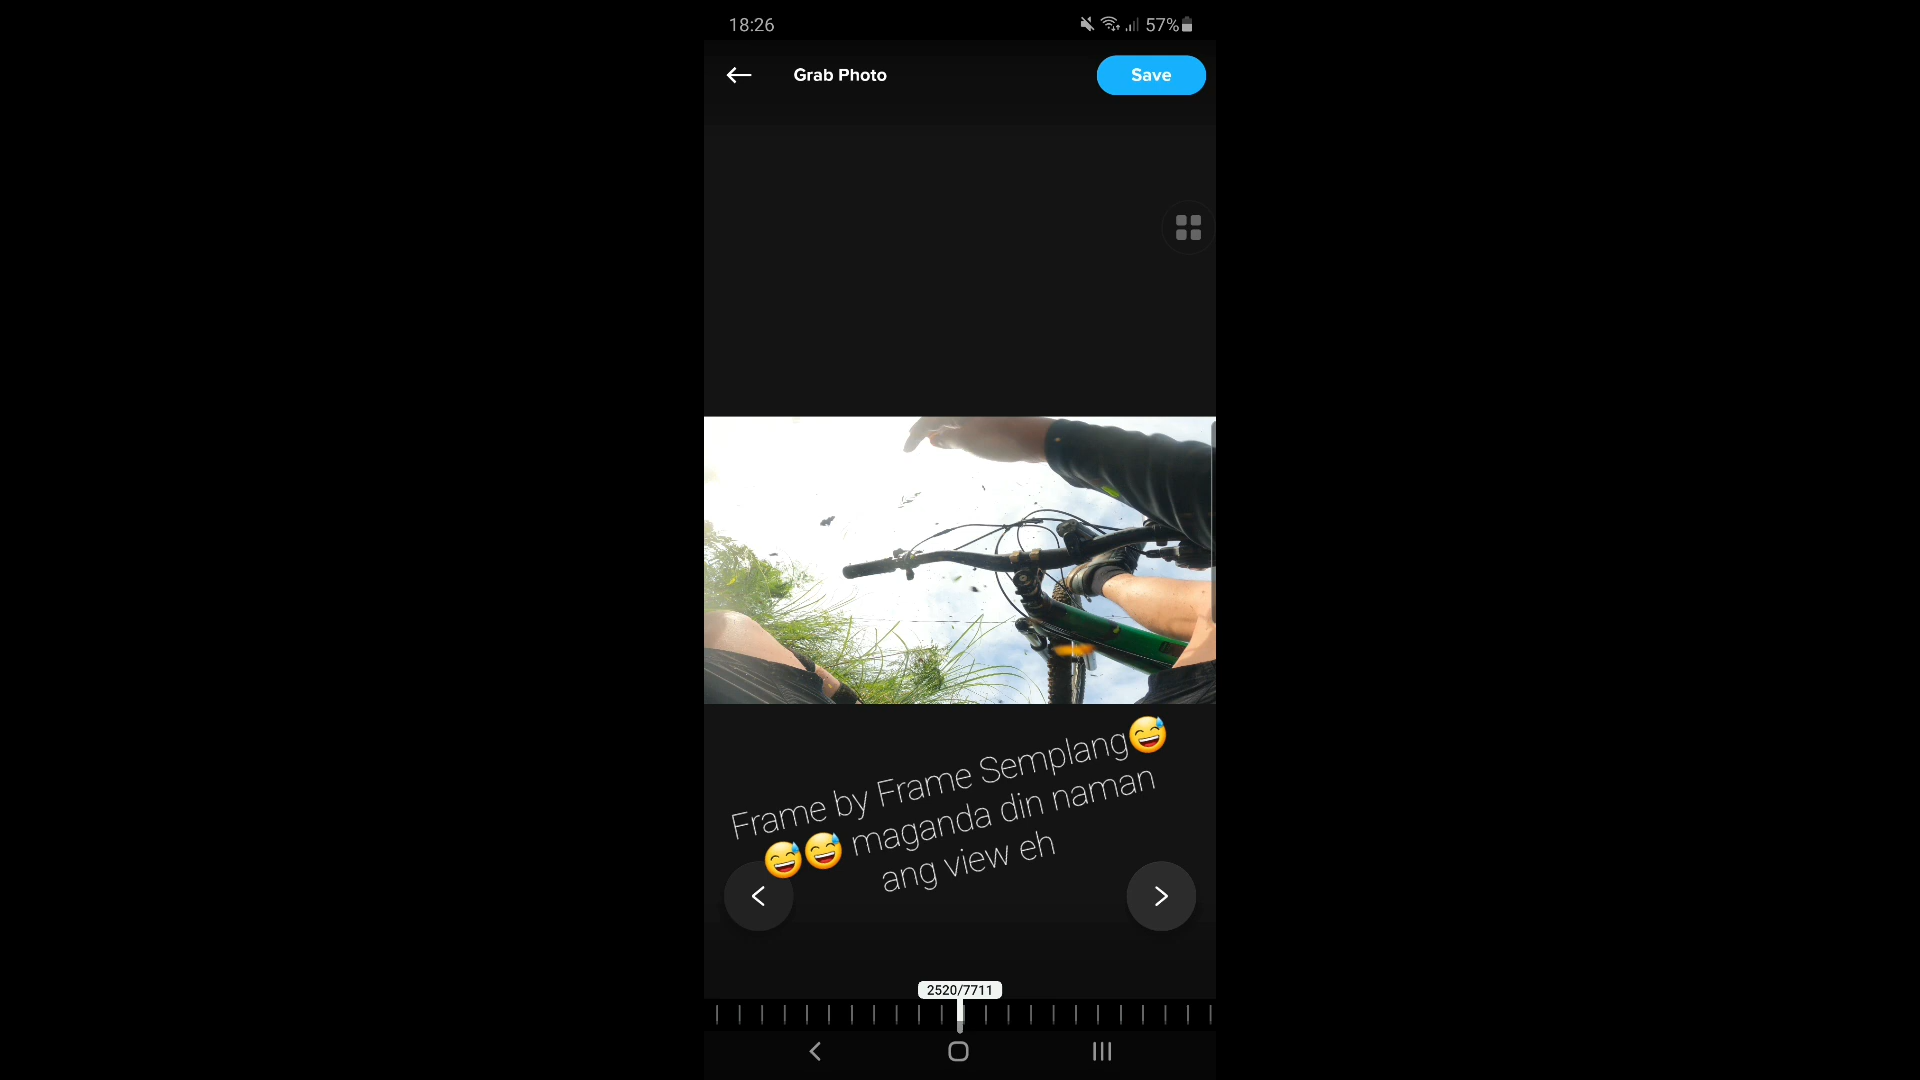 18:26
57%
Grab Photo
Save
Frame by Frame Semplang😅
😅😅 maganda din naman
ang view eh
2520/7711